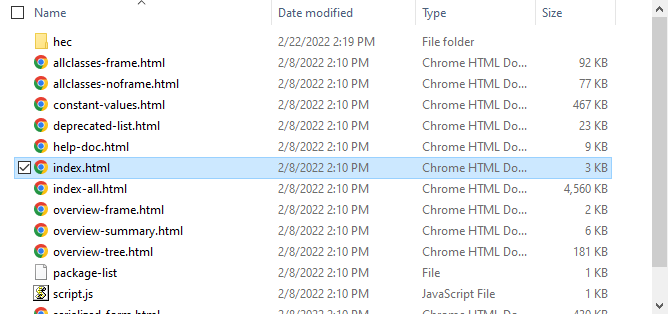 Name Date modified Type Size
hec 2/22/2022 2:19 PM File folder
allclasses-frame.html 2/8/2022 2:10 PM Chrome HTML Do... 92 KB
allclasses-noframe.html 2/8/2022 2:10 PM Chrome HTML Do... 77 KB
constant-values.html 2/8/2022 2:10 PM Chrome HTML Do... 467 KB
deprecated-list.html 2/8/2022 2:10 PM Chrome HTML Do... 23 KB
help-doc.html 2/8/2022 2:10 PM Chrome HTML Do... 9 KB
index.html 2/8/2022 2:10 PM Chrome HTML Do... 3 KB
index-all.html 2/8/2022 2:10 PM Chrome HTML Do... 4,560 KB
overview-frame.html 2/8/2022 2:10 PM Chrome HTML Do... 2 KB
overview-summary.html 2/8/2022 2:10 PM Chrome HTML Do... 6 KB
overview-tree.html 2/8/2022 2:10 PM Chrome HTML Do... 181 KB
package-list 2/8/2022 2:10 PM File 1 KB
script.js 2/8/2022 2:10 PM JavaScript File 1 KB
2/8/2022 2:10 PM Chrome HTML Do...